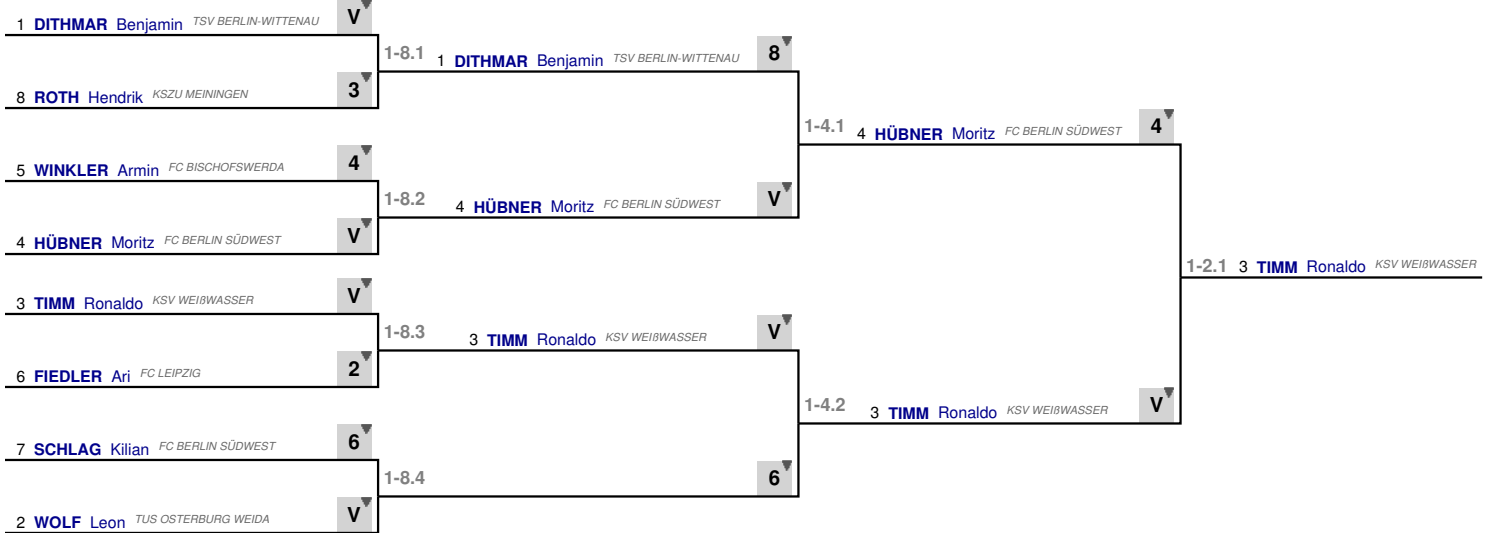 1 DITHMAR Benjamin TSV BERLIN-WITTENAU V
1-8.1 1 DITHMAR Benjamin TSV BERLIN-WITTENAU 8
8 ROTH Hendrik KSZU MEININGEN 3
1-4.1 4 HÜBNER Moritz FC BERLIN SÜDWEST 4
5 WINKLER Armin FC BISCHOFSWERDA 4
1-8.2 4 HÜBNER Moritz FC BERLIN SÜDWEST V
4 HÜBNER Moritz FC BERLIN SÜDWEST V
1-2.1 3 TIMM Ronaldo KSV WEIßWASSER
3 TIMM Ronaldo KSV WEIßWASSER V
1-8.3 3 TIMM Ronaldo KSV WEIßWASSER V
6 FIEDLER Ari FC LEIPZIG 2
1-4.2 3 TIMM Ronaldo KSV WEIßWASSER V
7 SCHLAG Kilian FC BERLIN SÜDWEST 6
1-8.4 6
2 WOLF Leon TUS OSTERBURG WEIDA V